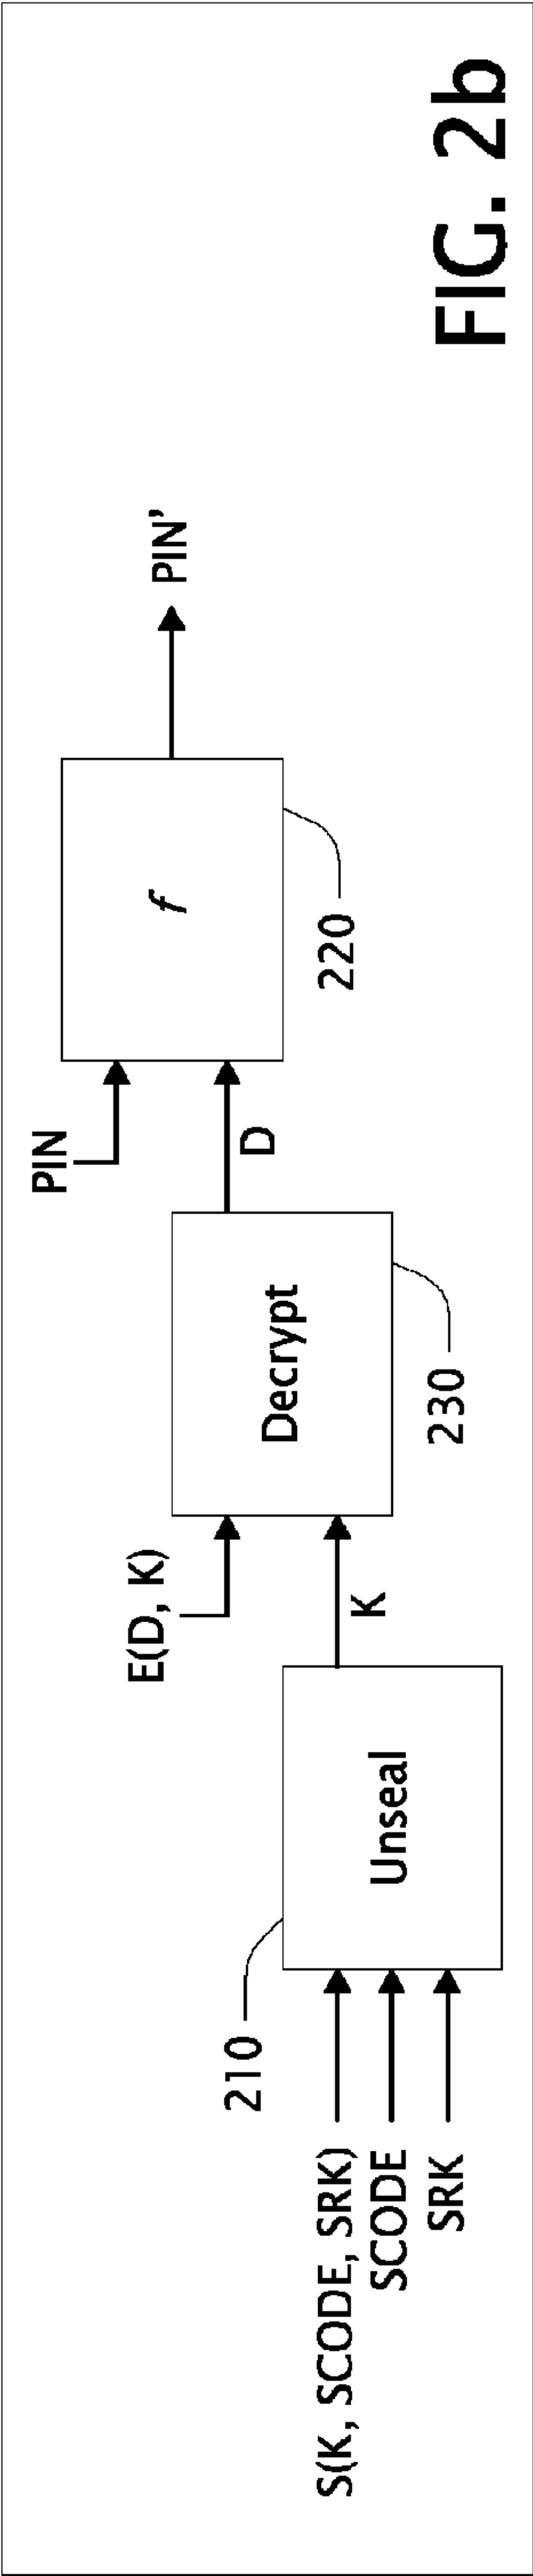 PIN
E(D, K)
S(K, SCODE, SRK)
SCODE
SRK
210
Unseal
K
Decrypt
230
D
f
220
PIN’
FIG. 2b